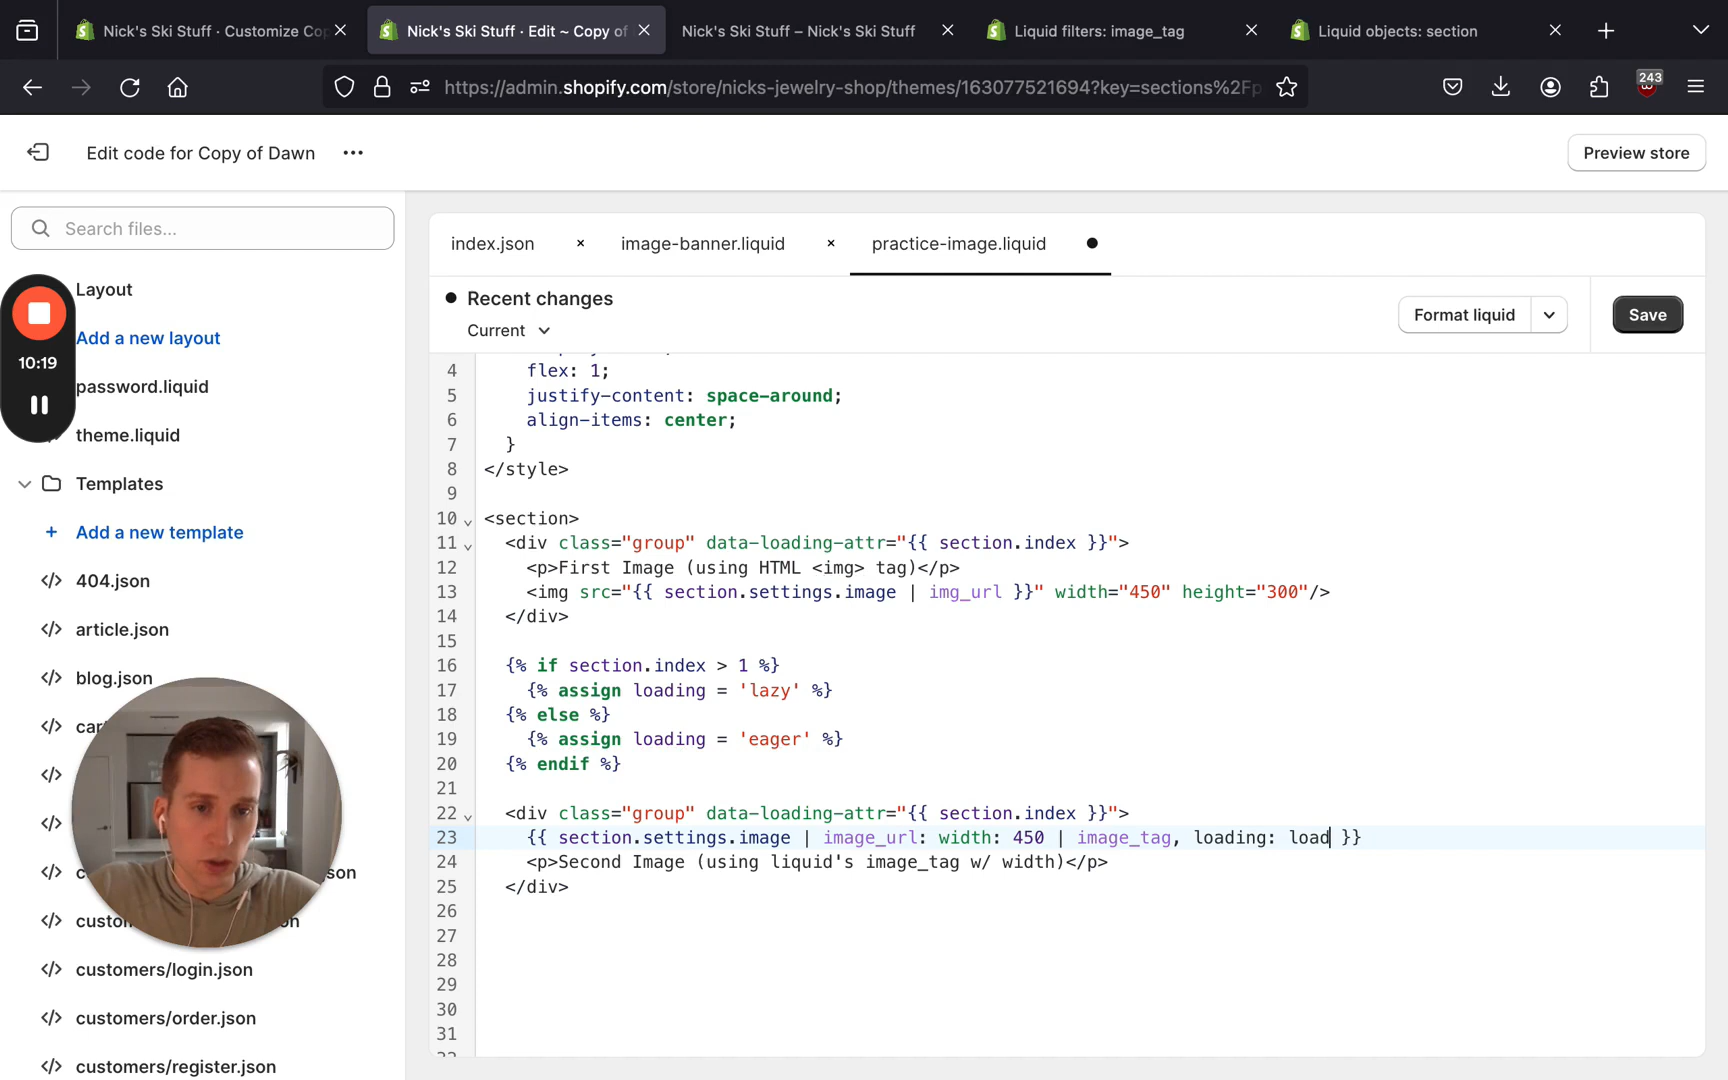 Nick's Ski Stuff · Customize Co
Nick's Ski Stuff · Edit ~ Copy of
Nick's Ski Stuff – Nick's Ski Stuff
Liquid filters: image_tag
Liquid objects: section
https://admin.shopify.com/store/nicks-jewelry-shop/themes/163077521694?key=sections%2Fp
243
Edit code for Copy of Dawn
Preview store
Search files...
index.json
image-banner.liquid
practice-image.liquid
Recent changes
Current
Format liquid
Save
10:19
Layout
Add a new layout
password.liquid
theme.liquid
Templates
+ Add a new template
</> 404.json
</> article.json
</> blog.json
</> ca
</>
</>
</> c son
</> custo n
</> customers/login.json
</> customers/order.json
</> customers/register.json
4 flex: 1;
5 justify-content: space-around;
6 align-items: center;
7 }
8 </style>
9
10 <section>
11 <div class="group" data-loading-attr="{{ section.index }}">
12 <p>First Image (using HTML <img> tag)</p>
13 <img src="{{ section.settings.image | img_url }}" width="450" height="300"/>
14 </div>
15
16 {% if section.index > 1 %}
17 {% assign loading = 'lazy' %}
18 {% else %}
19 {% assign loading = 'eager' %}
20 {% endif %}
21
22 <div class="group" data-loading-attr="{{ section.index }}">
23 {{ section.settings.image | image_url: width: 450 | image_tag, loading: load }}
24 <p>Second Image (using liquid's image_tag w/ width)</p>
25 </div>
26
27
28
29
30
31